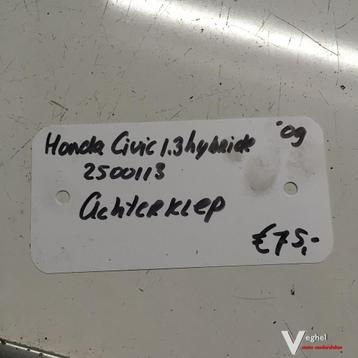 Honda Civic 1.3 hybride '09
2500113
Achterklep
€75,-
Veghel